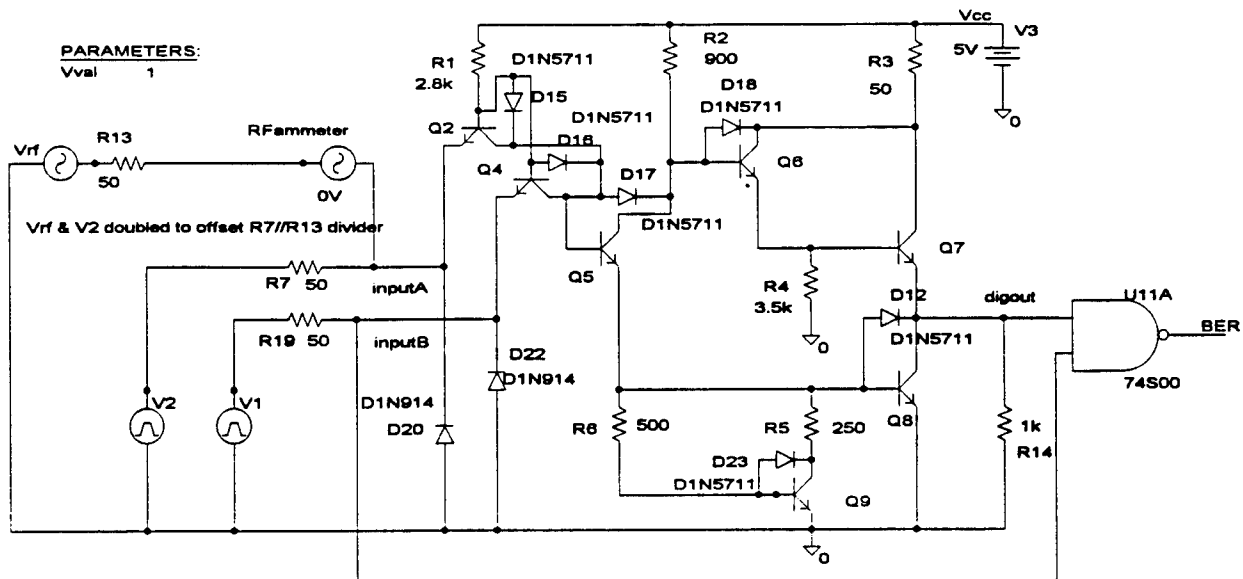 PARAMETERS:
Vval 1
Vcc
V3
5V
0
R1
2.8k
D1N5711
D15
R2
900
D18
D1N5711
R3
50
Q2
D1N5711
D16
Q4
D17
D1N5711
Q6
Vrf
R13
50
RFammeter
0V
Vrf & V2 doubled to offset R7//R13 divider
Q5
Q7
R7 50
inputA
R4
3.5k
0
D12
D1N5711
digout
U11A
BER
74S00
R19 50
inputB
D22
D1N914
V2
V1
D1N914
D20
R6
500
R5
250
Q8
1k
R14
D23
D1N5711
Q9
0